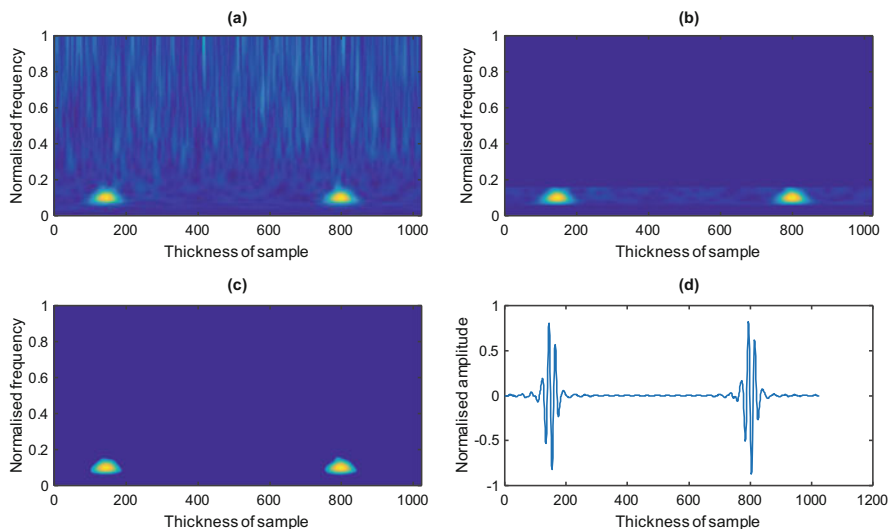 (a)
Normalised frequency
1
0.8
0.6
0.4
0.2
0
200 400 600 800 1000
Thickness of sample
(b)
Normalised frequency
1
0.8
0.6
0.4
0.2
0
0 200 400 600 800 1000
Thickness of sample
(c)
Normalised frequency
1
0.8
0.6
0.4
0.2
0
0 200 400 600 800 1000
Thickness of sample
(d)
Normalised amplitude
1
0.5
0
-0.5
-1
0 200 400 600 800 1000 1200
Thickness of sample